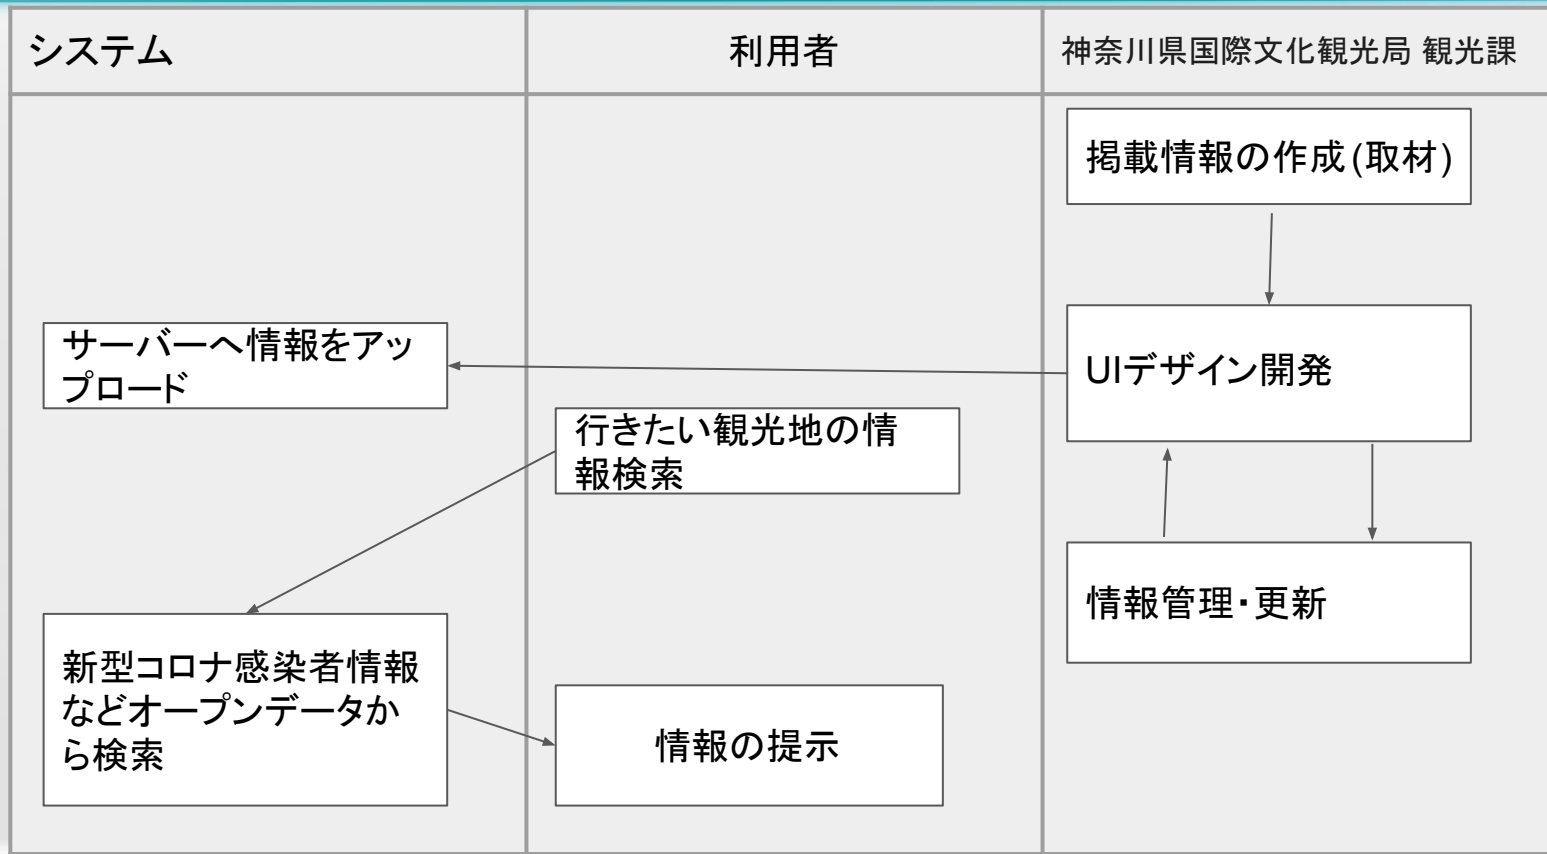 システム
利用者
神奈川県国際文化観光局 観光課
掲載情報の作成(取材)
サーバーへ情報をアッ
プロード
UIデザイン開発
行きたい観光地の情
報検索
情報管理・更新
新型コロナ感染者情報
などオープンデータか
ら検索
情報の提示